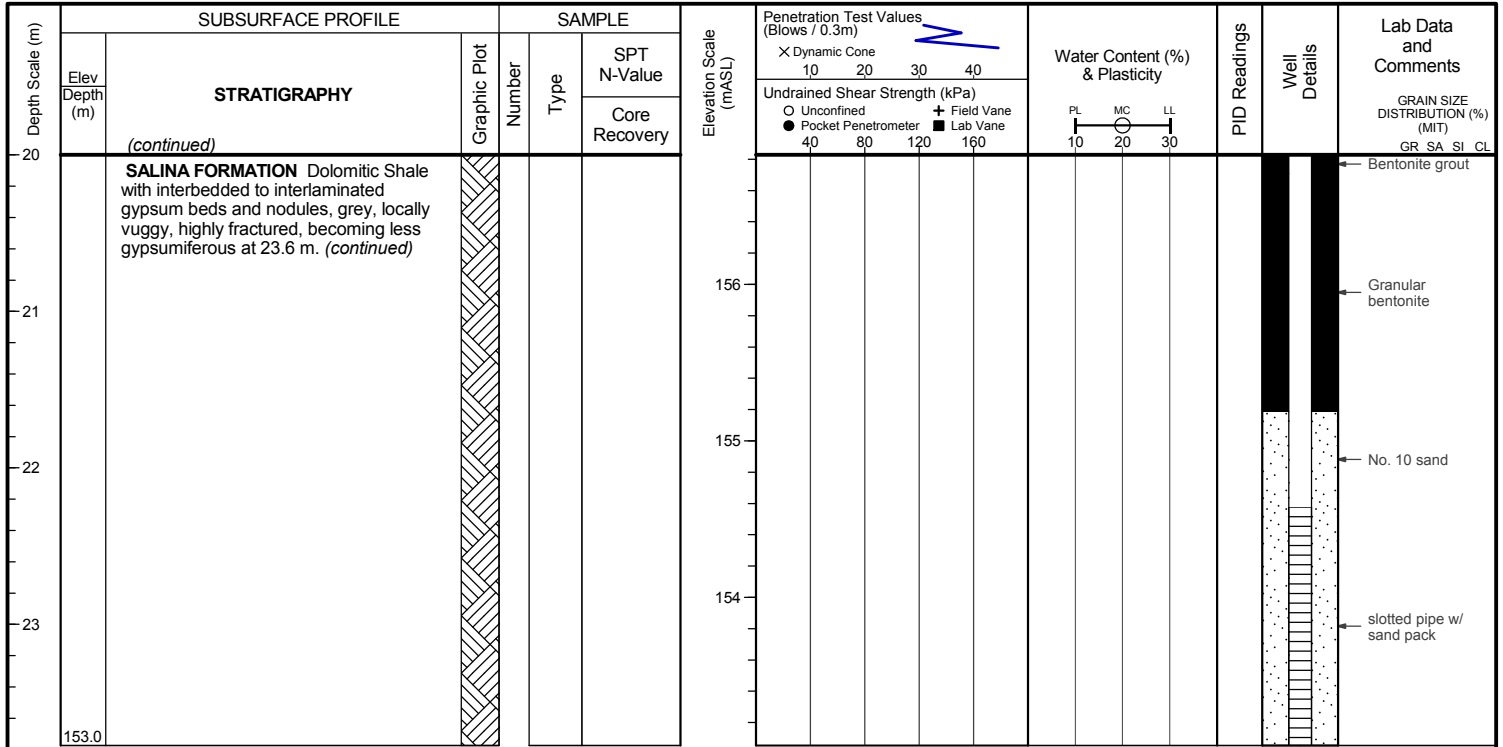 Depth Scale (m)
SUBSURFACE PROFILE
Elev
Depth
(m)
STRATIGRAPHY
(continued)
Graphic Plot
SAMPLE
Number
Type
SPT
N-Value
Core
Recovery
Elevation Scale
(mASL)
Penetration Test Values
(Blows / 0.3m)
× Dynamic Cone
10 20 30 40
Undrained Shear Strength (kPa)
○ Unconfined + Field Vane
● Pocket Penetrometer ■ Lab Vane
40 80 120 160
Water Content (%)
& Plasticity
PL MC LL
10 20 30
PID Readings
Well
Details
Lab Data
and
Comments
GRAIN SIZE
DISTRIBUTION (%)
(MIT)
GR SA SI CL
20
SALINA FORMATION Dolomitic Shale
with interbedded to interlaminated
gypsum beds and nodules, grey, locally
vuggy, highly fractured, becoming less
gypsumiferous at 23.6 m. (continued)
Bentonite grout
156
Granular
bentonite
21
155
22
No. 10 sand
154
23
slotted pipe w/
sand pack
153.0